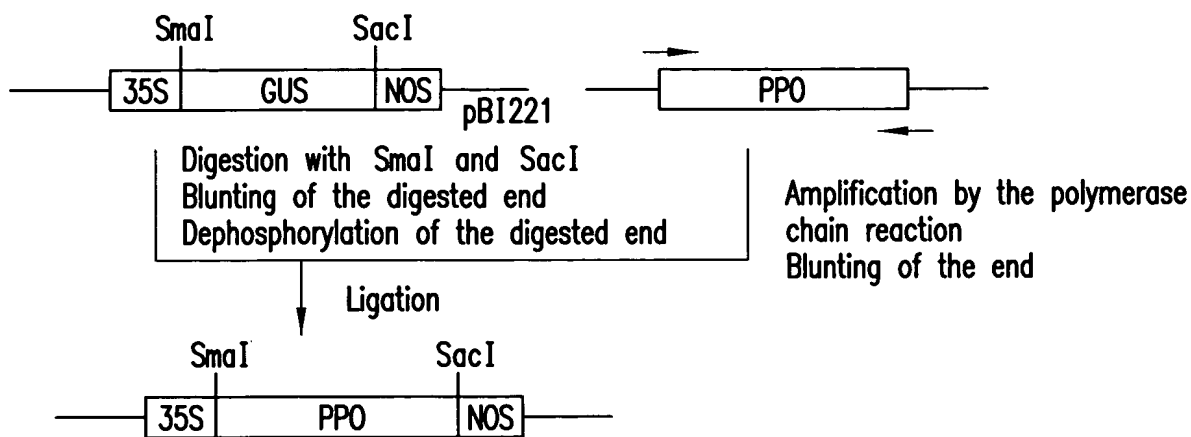 SmaI SacI
35S GUS NOS PPO
pBI221
Digestion with SmaI and SacI
Blunting of the digested end
Dephosphorylation of the digested end
Amplification by the polymerase
chain reaction
Blunting of the end
Ligation
SmaI SacI
35S PPO NOS